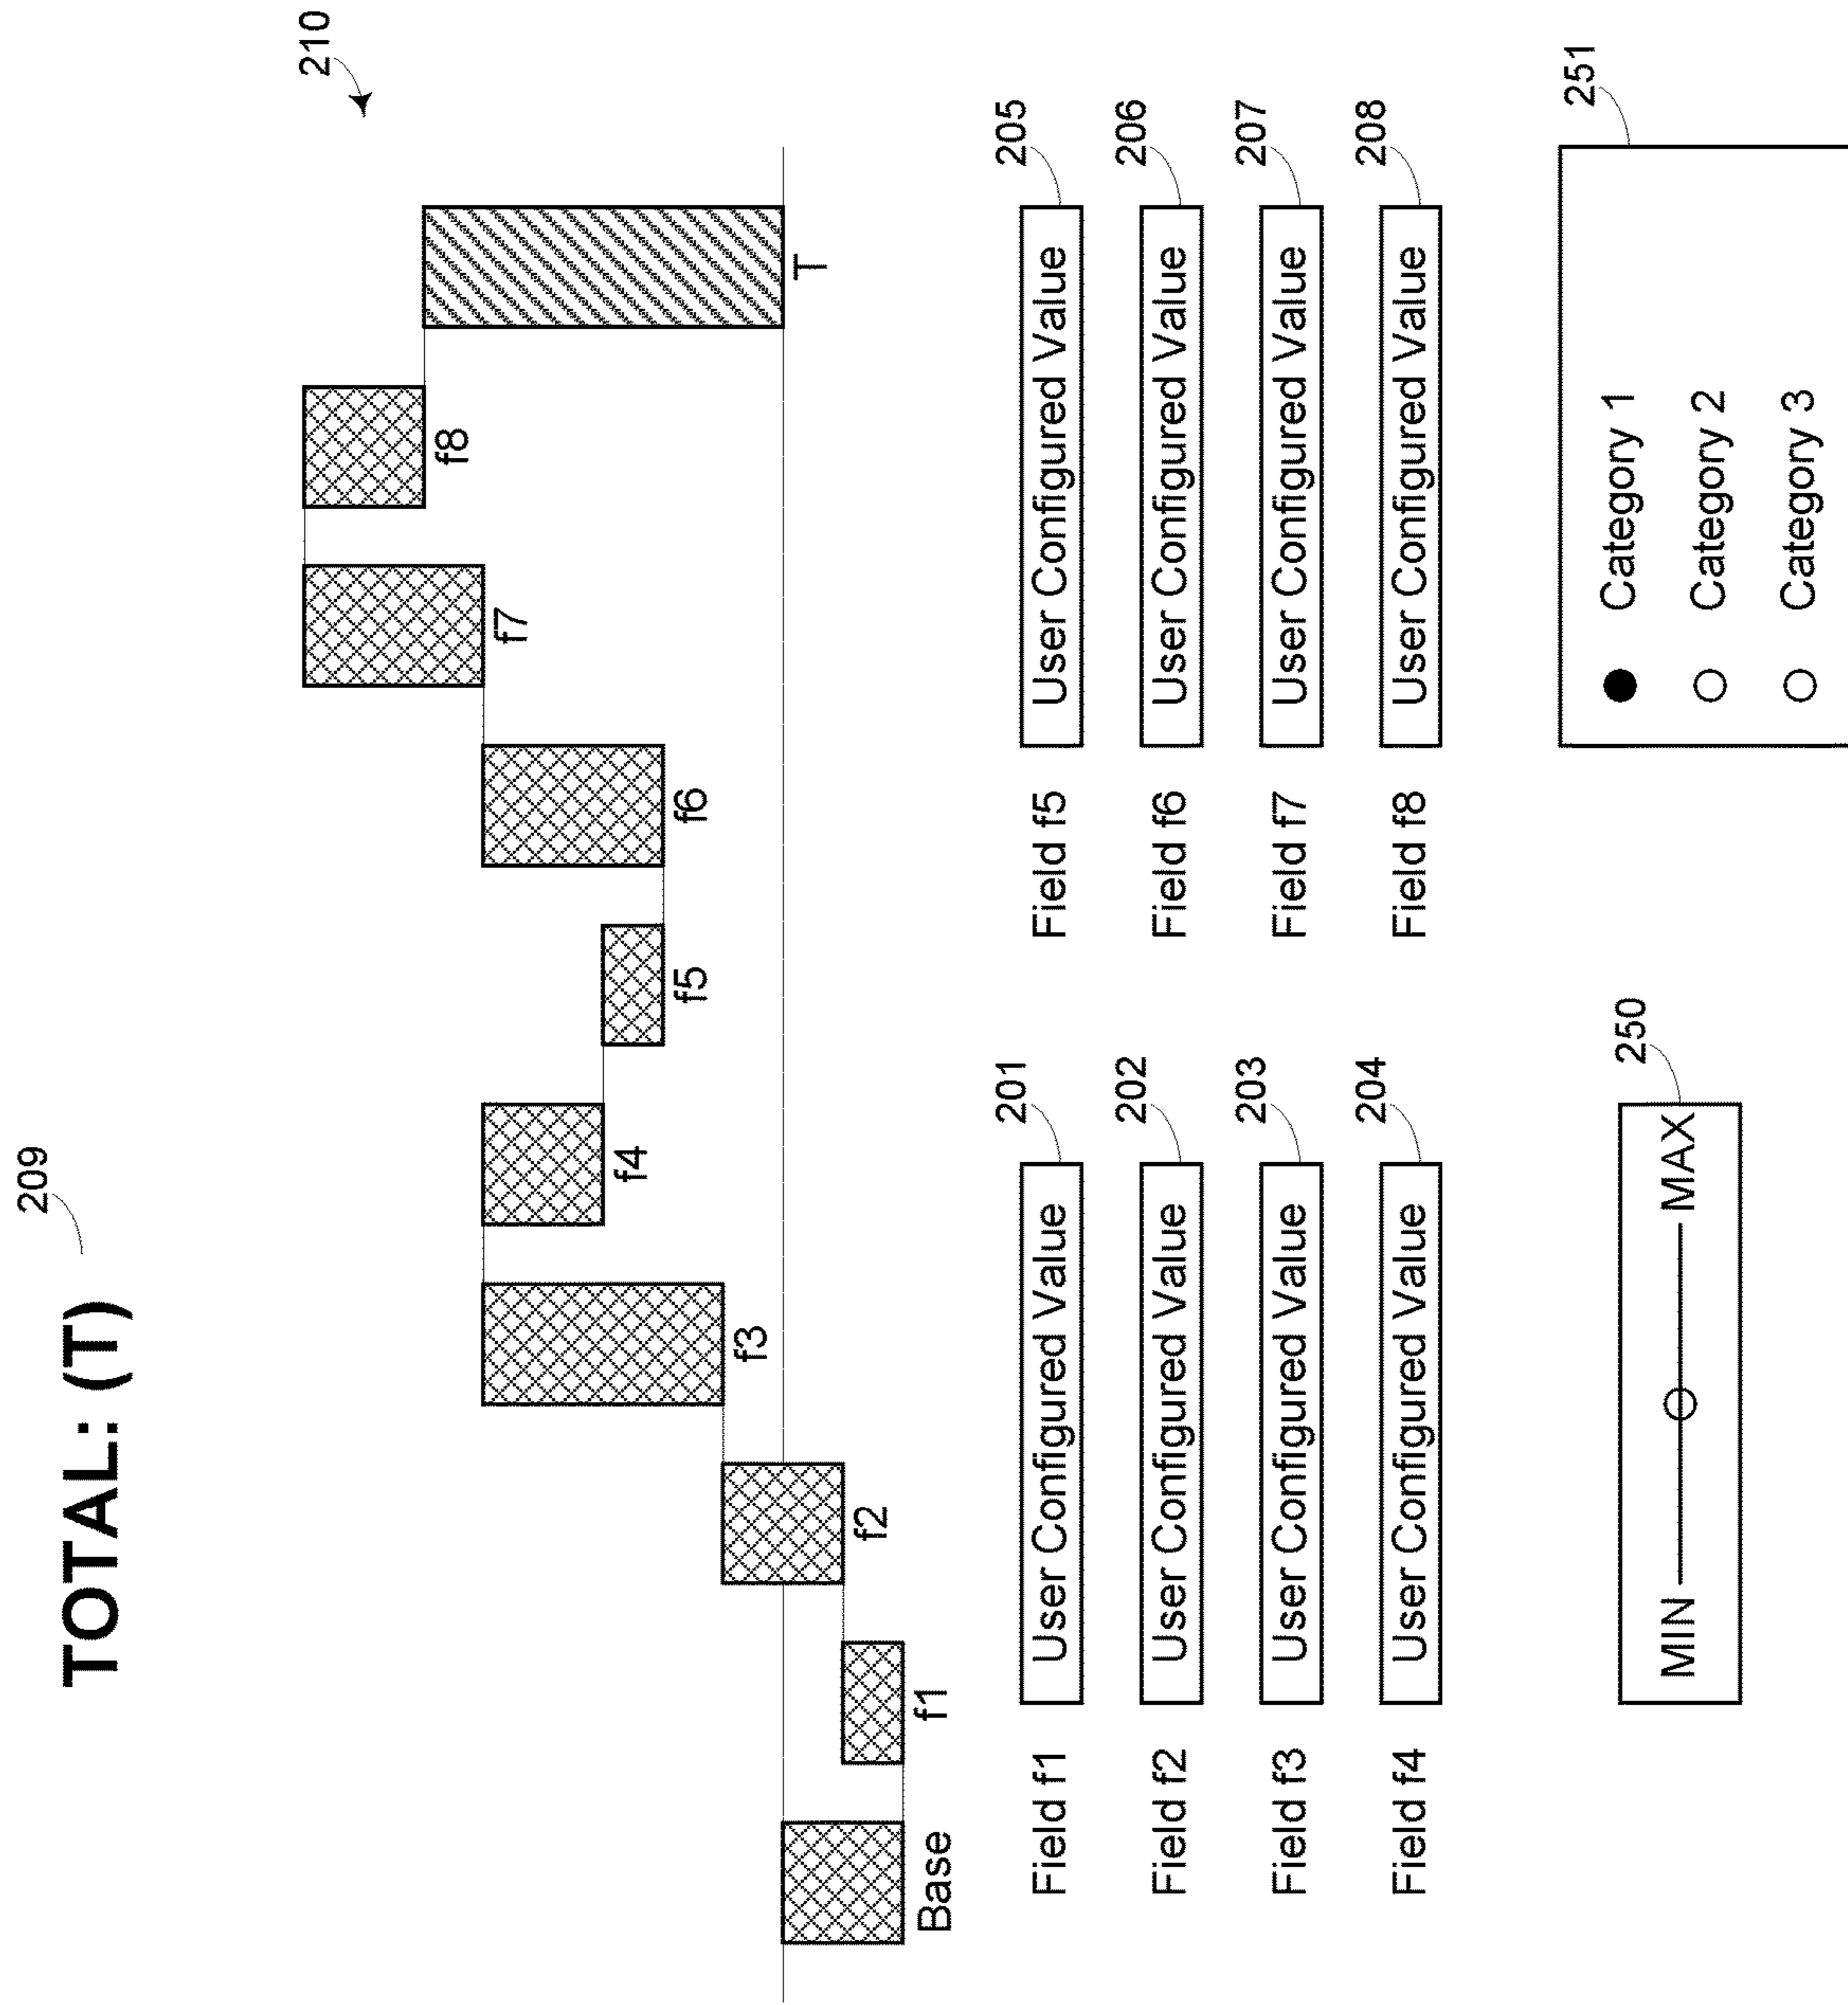 TOTAL: (T)
209
210
Base
f1
f2
f3
f4
f5
f6
f7
f8
T
Field f1 User Configured Value 201
Field f5 User Configured Value 205
Field f2 User Configured Value 202
Field f6 User Configured Value 206
Field f3 User Configured Value 203
Field f7 User Configured Value 207
Field f4 User Configured Value 204
Field f8 User Configured Value 208
MIN MAX
250
251
Category 1
Category 2
Category 3